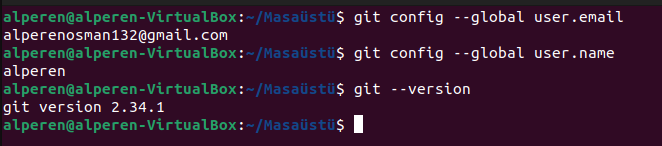 alperen@alperen-VirtualBox:~/Masaüstü$ git config --global user.email
alperenosman132@gmail.com
alperen@alperen-VirtualBox:~/Masaüstü$ git config --global user.name
alperen
alperen@alperen-VirtualBox:~/Masaüstü$ git --version
git version 2.34.1
alperen@alperen-VirtualBox:~/Masaüstü$